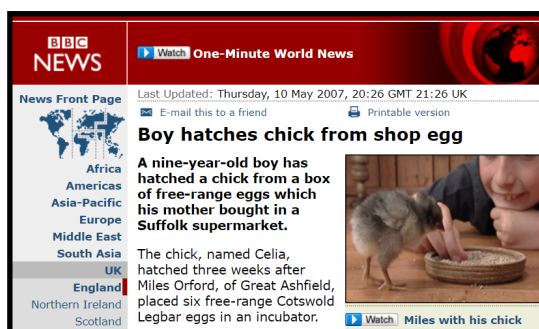 BBC
NEWS
Watch One-Minute World News
News Front Page
Africa
Americas
Asia-Pacific
Europe
Middle East
South Asia
UK
England
Northern Ireland
Scotland
Last Updated: Thursday, 10 May 2007, 20:26 GMT 21:26 UK
E-mail this to a friend
Printable version
Boy hatches chick from shop egg
A nine-year-old boy has
hatched a chick from a box
of free-range eggs which
his mother bought in a
Suffolk supermarket.
The chick, named Celia,
hatched three weeks after
Miles Orford, of Great Ashfield,
placed six free-range Cotswold
Legbar eggs in an incubator.
Watch Miles with his chick